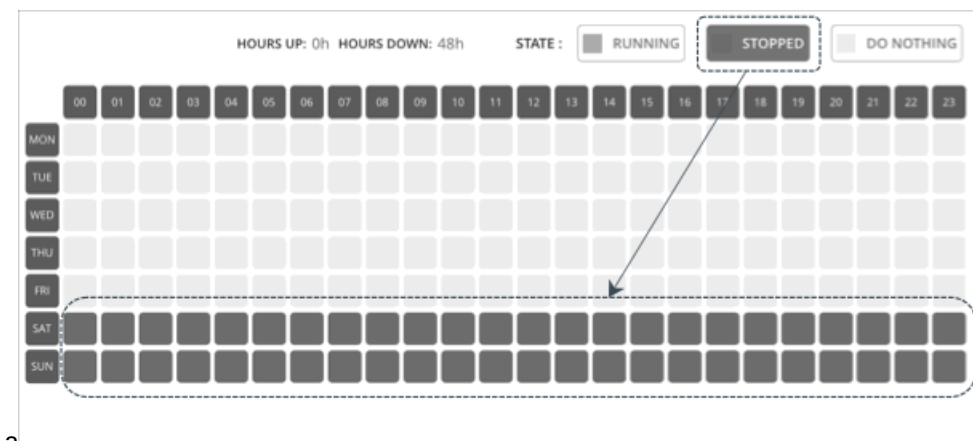 HOURS UP: 0h HOURS DOWN: 48h STATE : RUNNING STOPPED DO NOTHING
00 01 02 03 04 05 06 07 08 09 10 11 12 13 14 15 16 17 18 19 20 21 22 23
MON
TUE
WED
THU
FRI
SAT
SUN
a